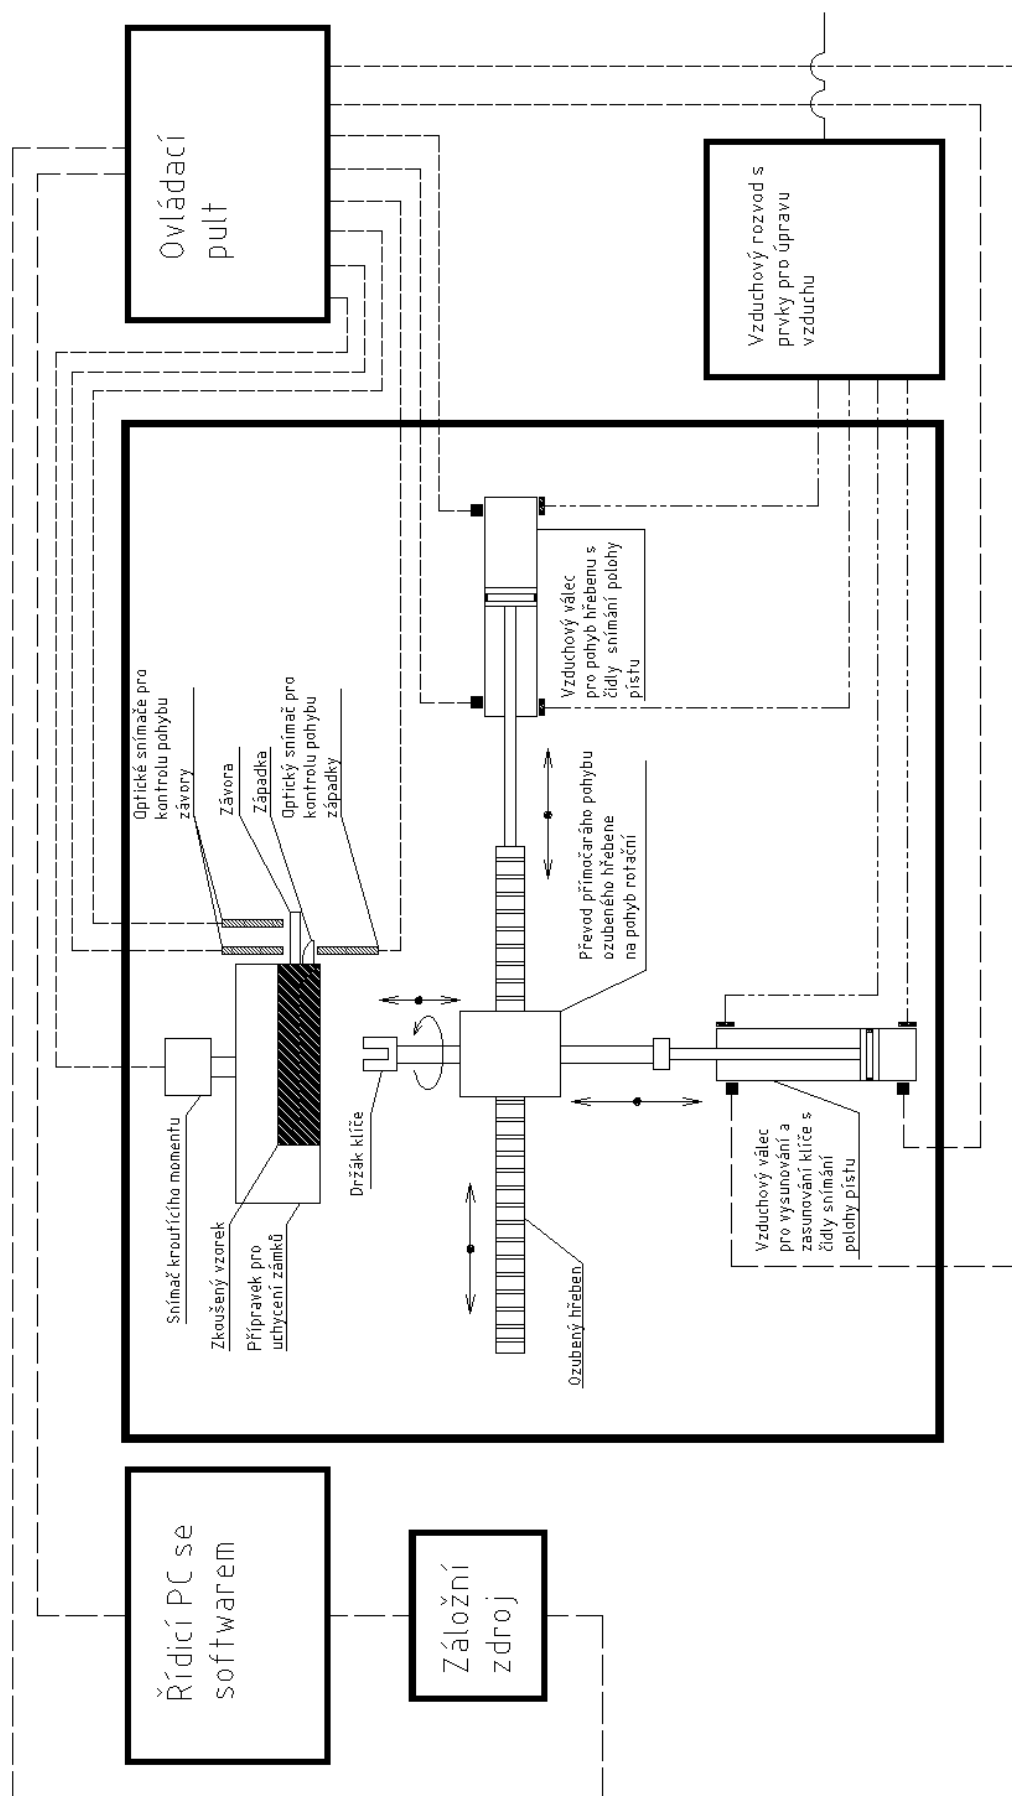 Řídicí PC se
softwarem
Záložní
zdroj
Snímač kroutícího momentu
Zkoušený vzorek
Přípravek pro
uchycení zámků
Optické snímače pro
kontrolu pohybu
závory
Závora
Západka
Optický snímač pro
kontrolu pohybu
západky
Držák klíče
Ozubený hřeben
Převod přímočarého pohybu
ozubeného hřebene
na pohyb rotační
Vzduchový válec
pro pohyb hřebenu s
čidly snímání polohy
pístu
Vzduchový válec
pro vysunování a
zasunování klíče s
čidly snímání
polohy pístu
Ovládací
pult
Vzduchový rozvod s
prvky pro úpravu
vzduchu